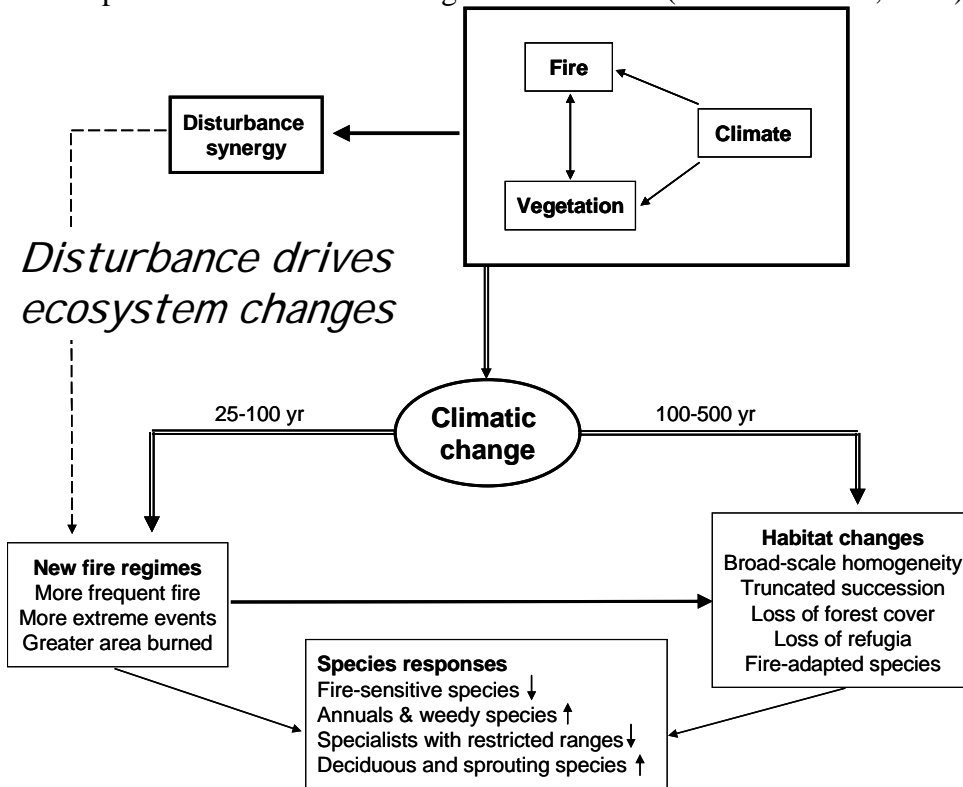 Fire
Climate
Vegetation
Disturbance
synergy
Disturbance drives
ecosystem changes
Climatic
change
25-100 yr
100-500 yr
New fire regimes
More frequent fire
More extreme events
Greater area burned
Habitat changes
Broad-scale homogeneity
Truncated succession
Loss of forest cover
Loss of refugia
Fire-adapted species
Species responses
Fire-sensitive species ↓
Annuals & weedy species ↑
Specialists with restricted ranges ↓
Deciduous and sprouting species ↑